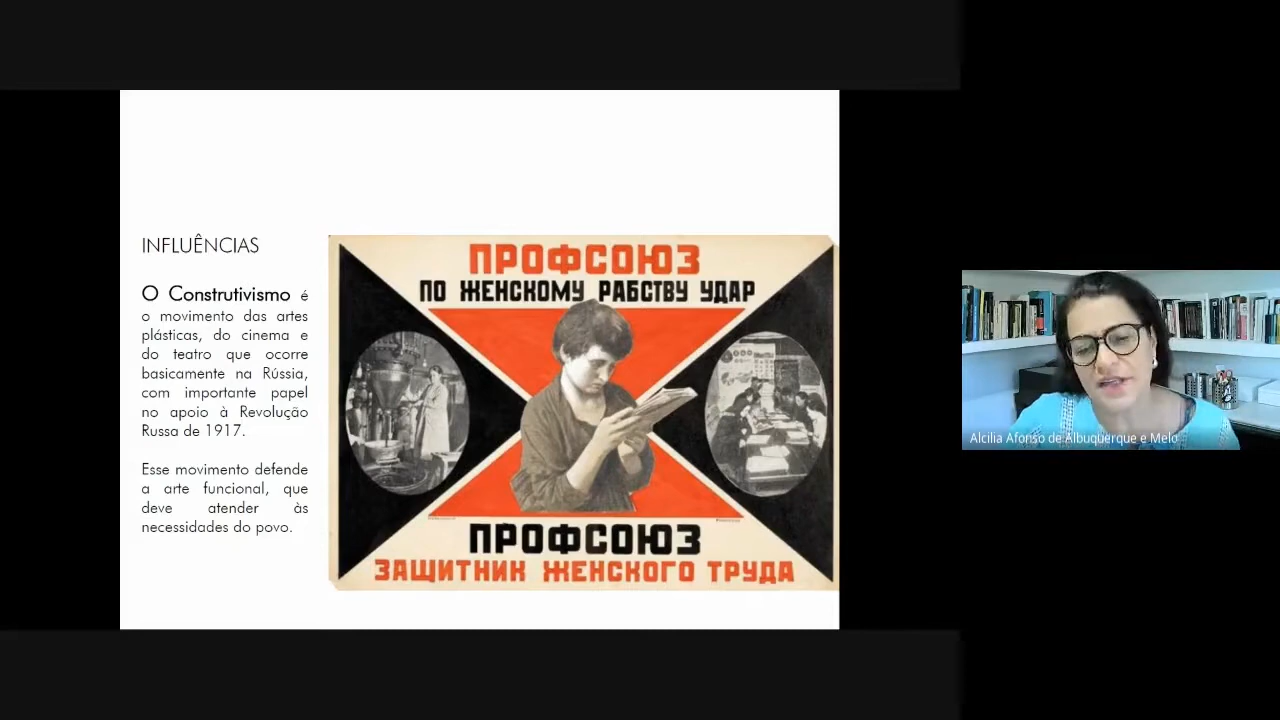 INFLUÊNCIAS
O Construtivismo é
o movimento das artes
plásticas, do cinema e
do teatro que ocorre
basicamente na Rússia,
com importante papel
no apoio à Revolução
Russa de 1917.
Esse movimento defende
a arte funcional, que
deve atender às
necessidades do povo.
ПРОФСОЮЗ
ПО ЖЕНСКОМУ РАБСТВУ УДАР
ПРОФСОЮЗ
ЗАЩИТНИК ЖЕНСКОГО ТРУДА
Alcilia Afonso de Albuquerque e Melo